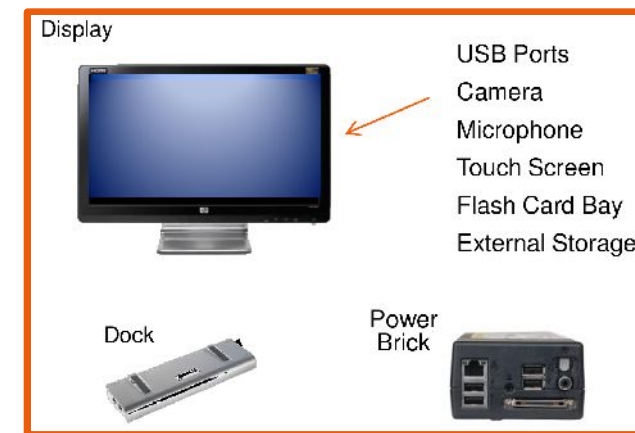 Display
USB Ports
Camera
Microphone
Touch Screen
Flash Card Bay
External Storage
Dock
Power
Brick